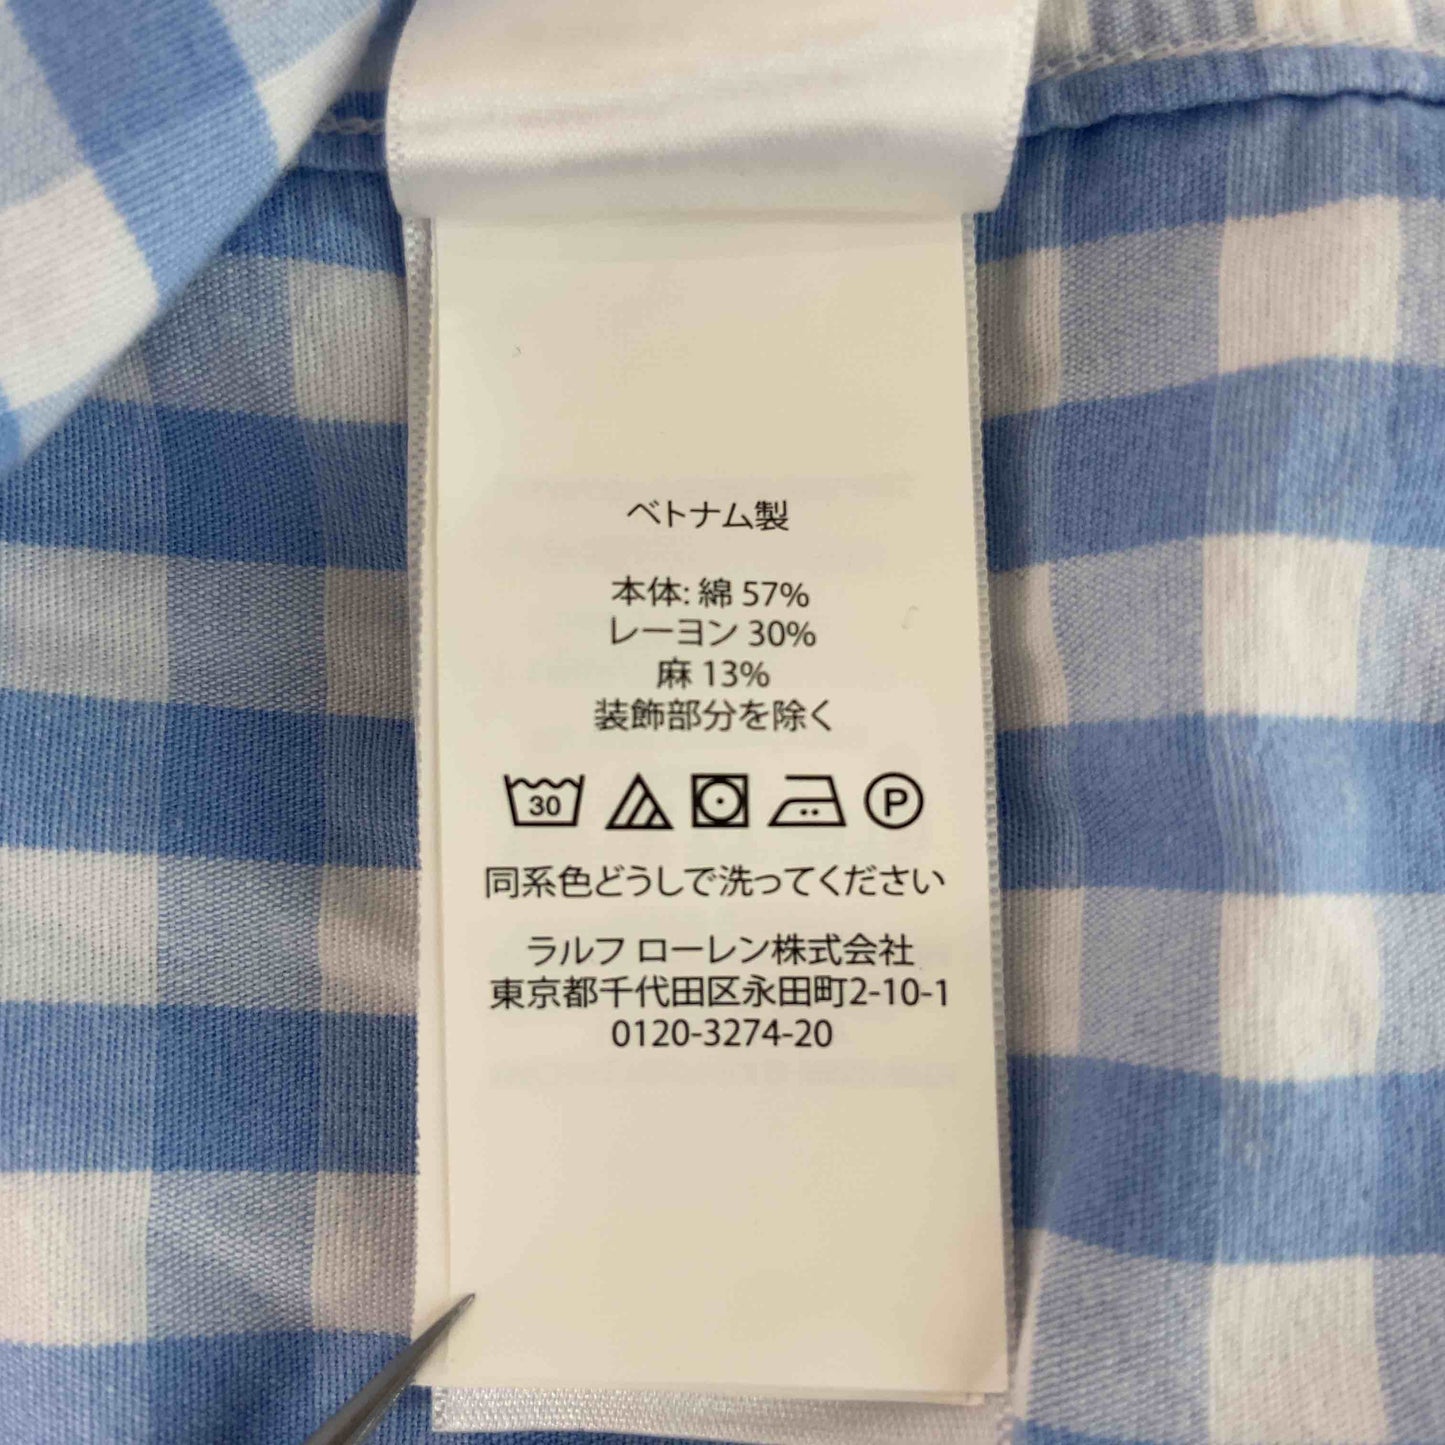 ベトナム製
本体: 綿 57%
レーヨン 30%
麻 13%
装飾部分を除く
30 P
同系色どうしで洗ってください
ラルフ ローレン株式会社
東京都千代田区永田町2-10-1
0120-3274-20